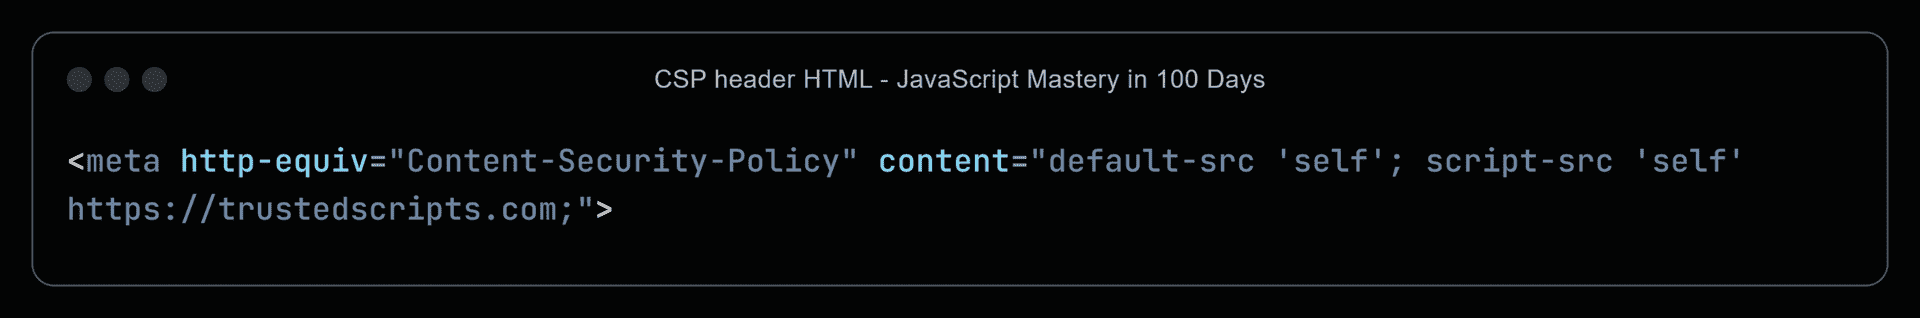 CSP header HTML - JavaScript Mastery in 100 Days
<meta http-equiv="Content-Security-Policy" content="default-src 'self'; script-src 'self'
https://trustedscripts.com;">